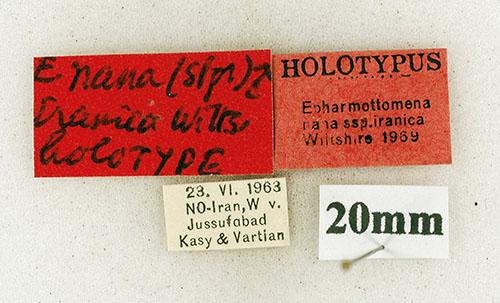 E nana (stgr)
iranica Wilts.
holoTYPE
HOLOTYPUS
Epharmottomena
nana ssp.iranica
Wiltshire 1969
23. VI. 1963
NO-Iran,W v.
Jussufabad
Kasy & Vartian
20mm